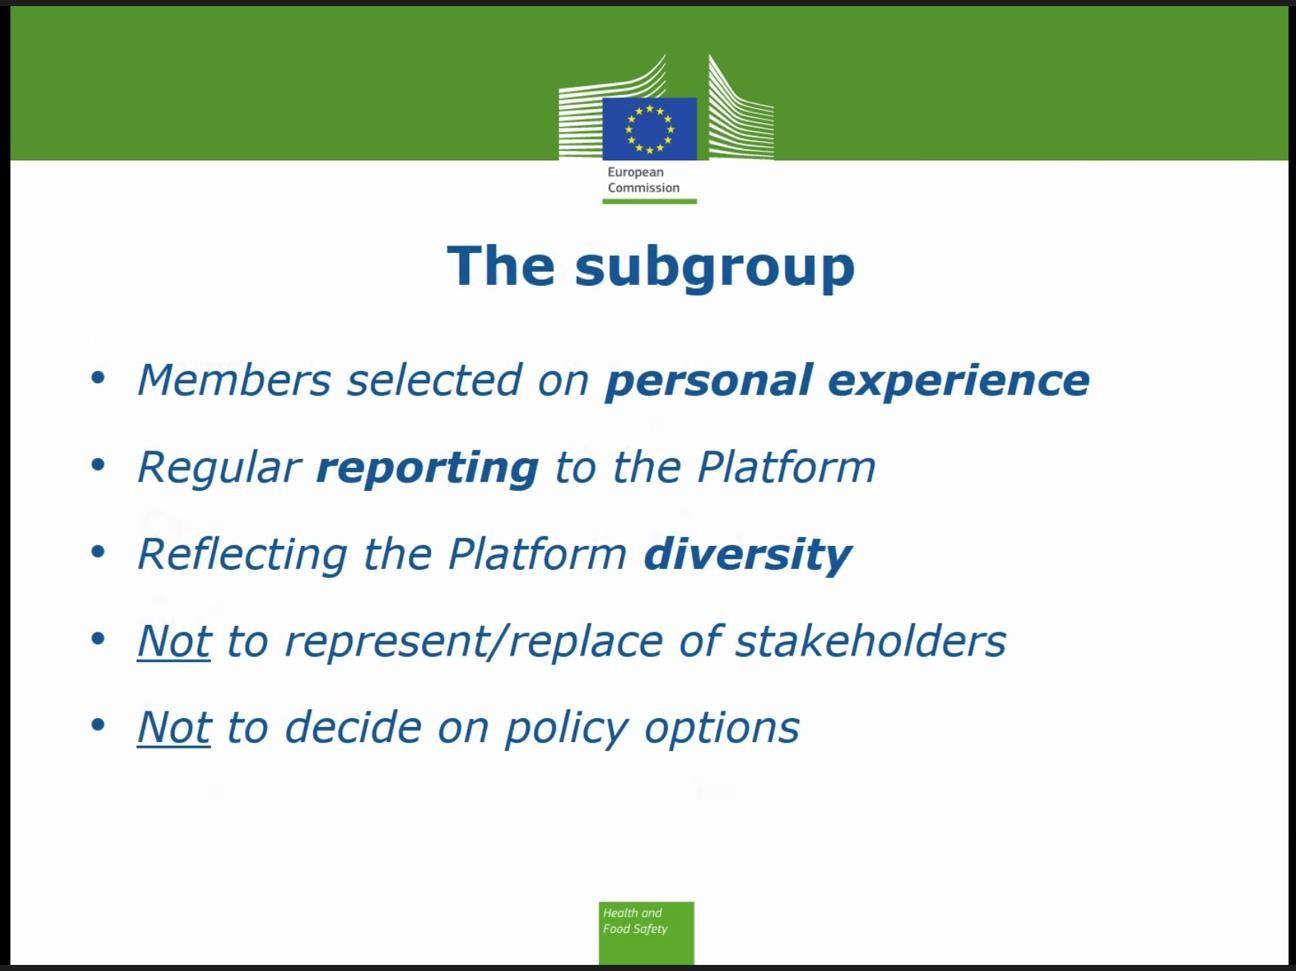 European
Commission
The subgroup
• Members selected on personal experience
• Regular reporting to the Platform
• Reflecting the Platform diversity
• Not to represent/replace of stakeholders
• Not to decide on policy options
Health and
Food Safety